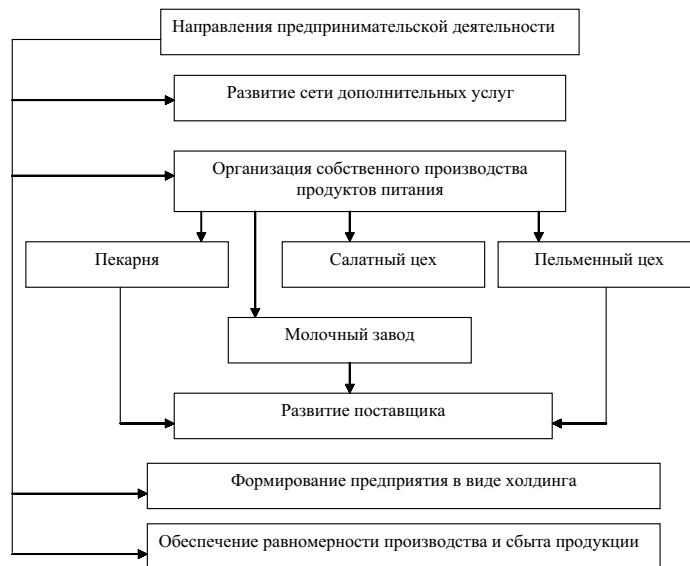 Направления предпринимательской деятельности
Развитие сети дополнительных услуг
Организация собственного производства
продуктов питания
Пекарня
Салатный цех
Пельменный цех
Молочный завод
Развитие поставщика
Формирование предприятия в виде холдинга
Обеспечение равномерности производства и сбыта продукции